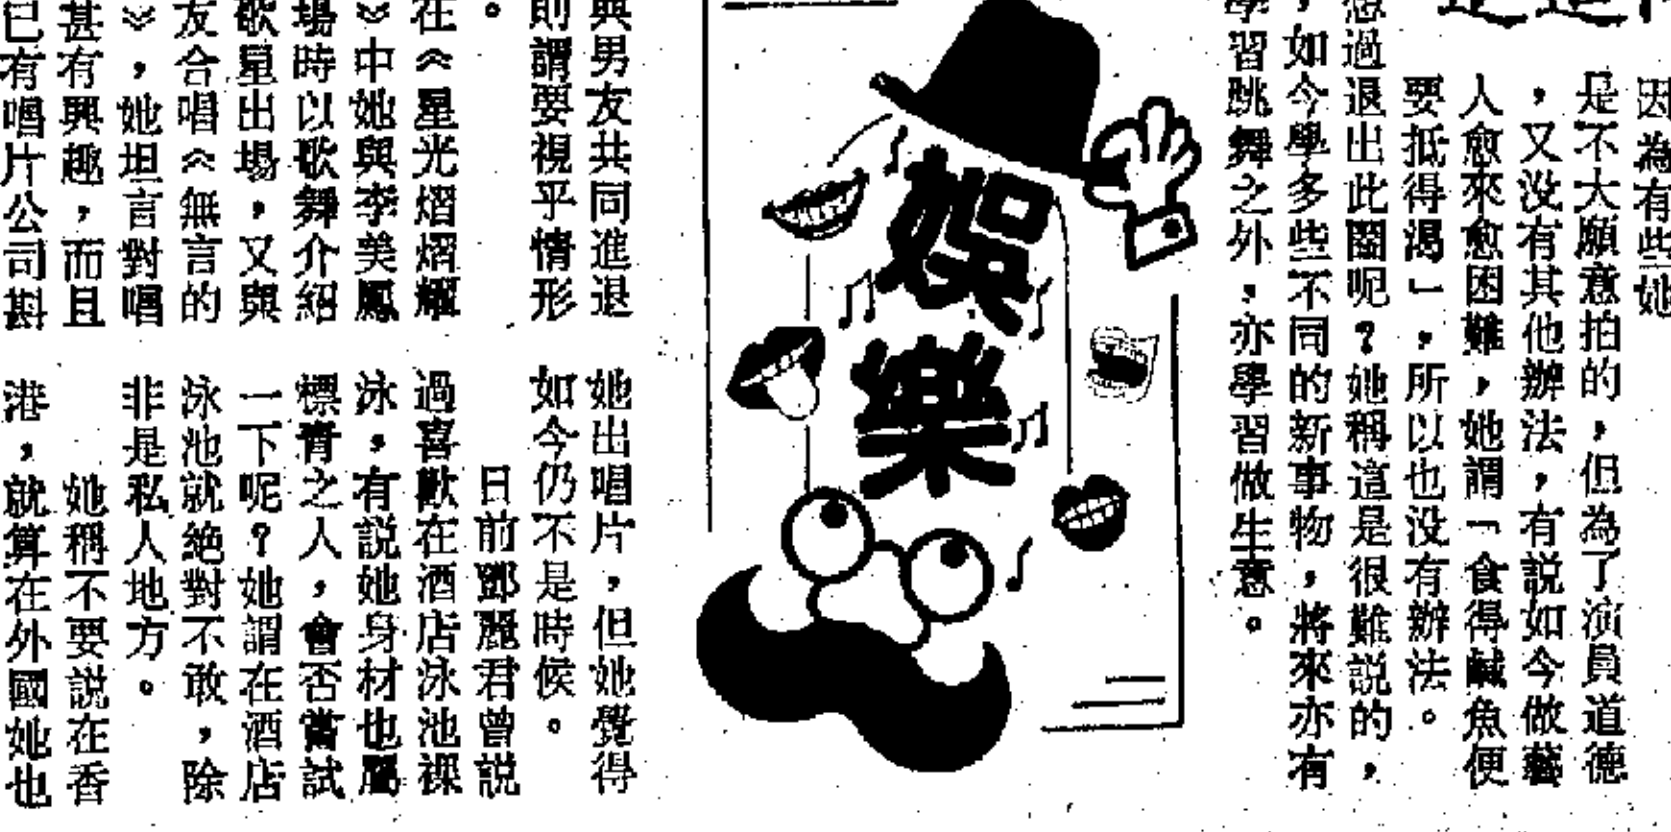 因為有些她
是不大願意拍的，但為了演員道德
，又没有其他辦法，有説如今做藝
人愈來愈困難，她謂「食得鹹魚便
要抵得渴」，所以也没有辦法。
想過退出此圈呢？她稱這是很難説的，
，如今學多些不同的新事物，將來亦有
學習跳舞之外，亦學習做生意。
娛樂
與男友共同進退
則謂要視乎情形
。
在《星光熠熠耀
》中她與李美鳳
場時以歌舞介紹
歌星出場，又與
友合唱《無言的
》，她坦言對唱
甚有興趣，而且
已有唱片公司斟
她出唱片，但她覺得
如今仍不是時候。
日前鄧麗君曾説
過喜歡在酒店泳池裸
泳，有説她身材也屬
標青之人，會否嘗試
一下呢？她謂在酒店
泳池就絕對不敢，除
非是私人地方。
她稱不要説在香
港，就算在外國她也